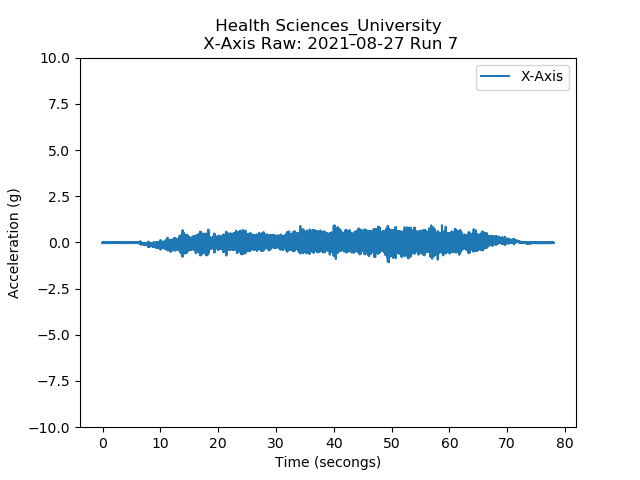 Health Sciences_University
X-Axis Raw: 2021-08-27 Run 7
X-Axis
10.0
7.5
5.0
2.5
0.0
−2.5
−5.0
−7.5
−10.0
Acceleration (g)
0 10 20 30 40 50 60 70 80
Time (secongs)